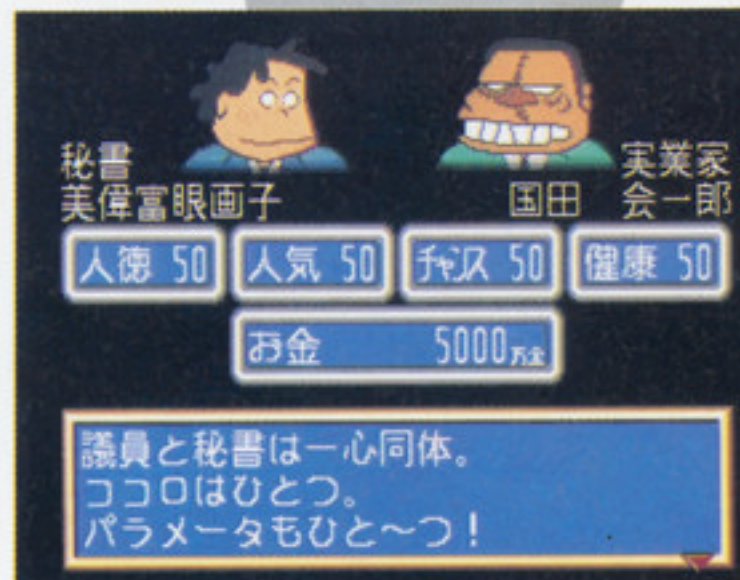 秘書
美偉富眼画子
実業家
国田 会一郎
人徳 50
人気 50
チャンス 50
健康 50
お金 5000万金
議員と秘書は一心同体。
ココロはひとつ。
パラメータもひと〜つ！